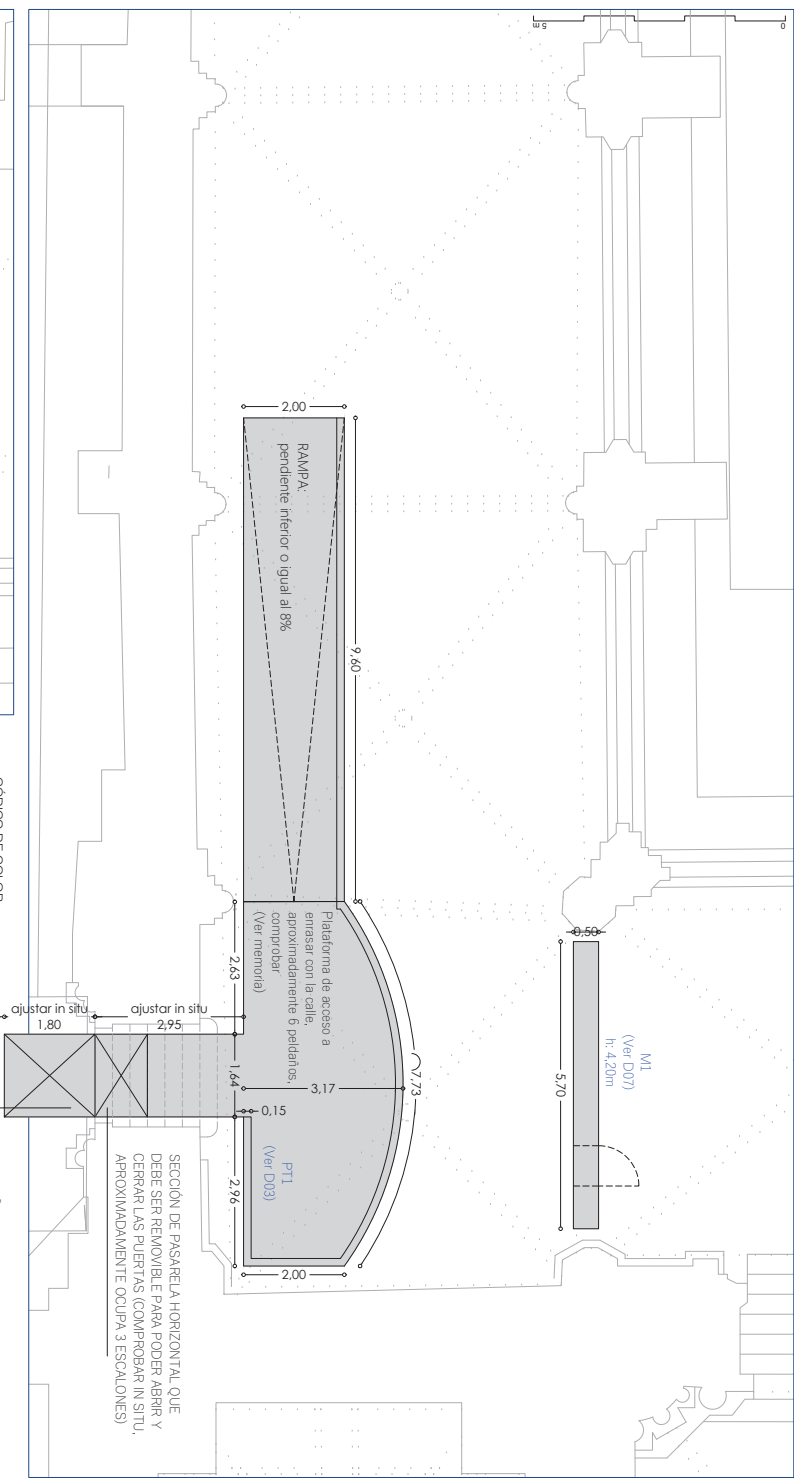 5 m
0
2,00
RAMPA:
pendiente inferior o igual al 8%
9,60
Plataforma de acceso a
enrasar con la calle,
aproximadamente 6 peldaños,
comprobar
(Ver memoria)
2,63
1,64
2,96
3,17
0,15
7,73
2,00
PT1
(Ver D03)
0,50
5,70
M1
(Ver D07)
h: 4,20m
ajustar in situ
1,80
ajustar in situ
2,95
SECCIÓN DE PASARELA HORIZONTAL QUE
DEBE SER REMOVIBLE PARA PODER ABRIR Y
CERRAR LAS PUERTAS (COMPROBAR IN SITU,
APROXIMADAMENTE OCUPA 3 ESCALONES)
CÓDIGO DE COLOR